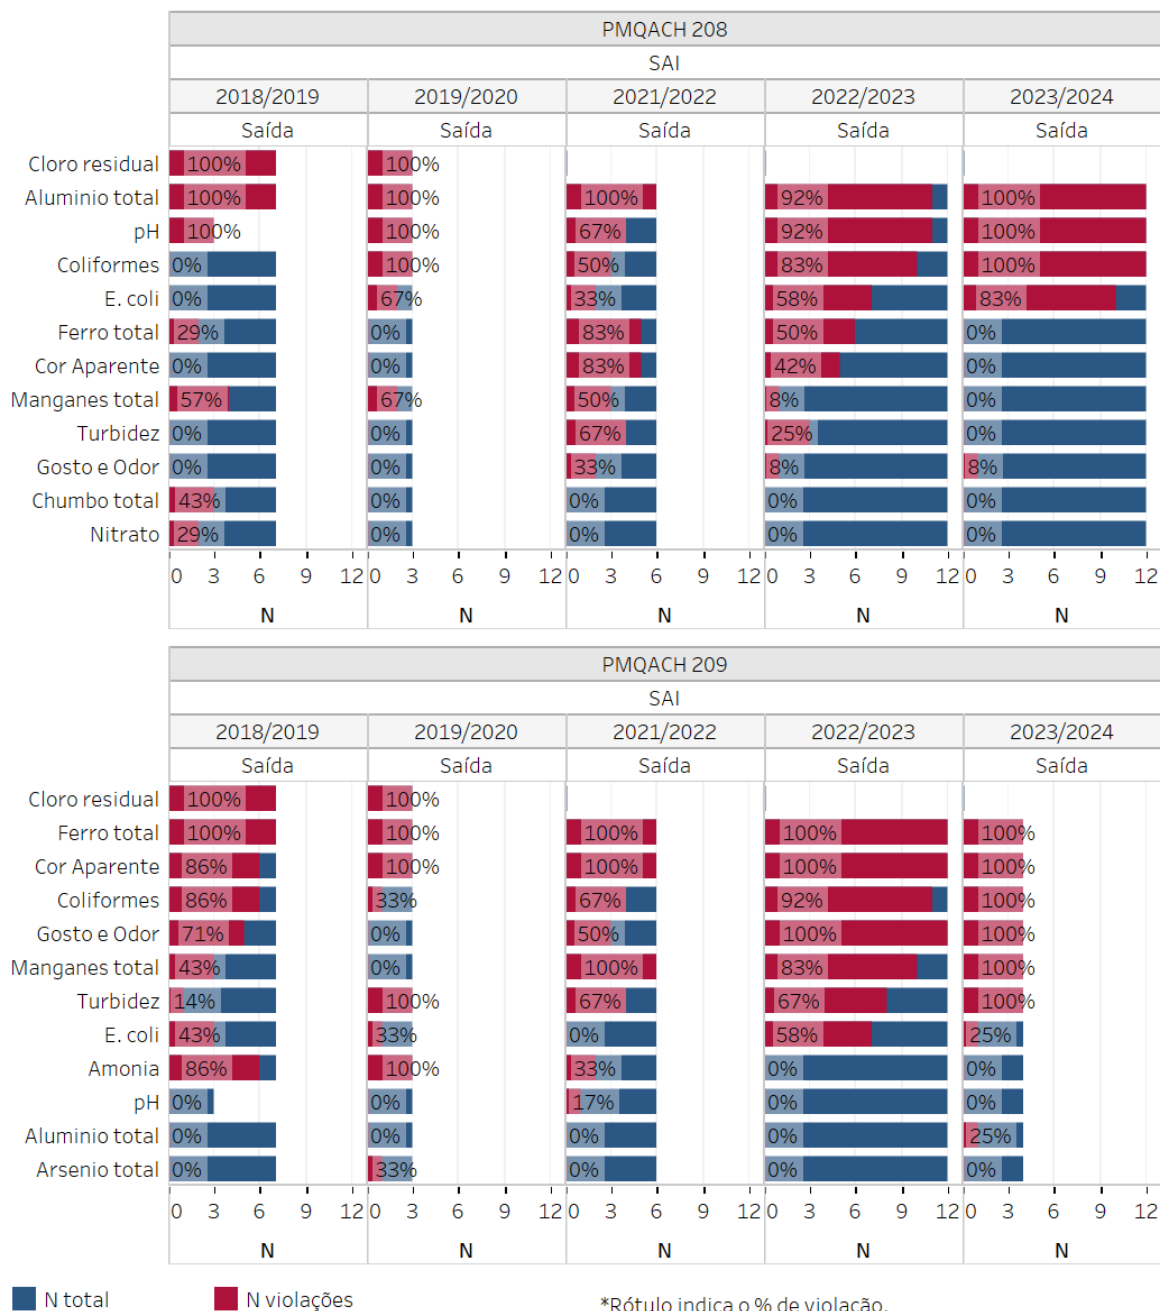 PMQACH 208
SAI
2018/2019 2019/2020 2021/2022 2022/2023 2023/2024
Saída Saída Saída Saída Saída
Cloro residual 100% 100%
Aluminio total 100% 100% 100% 92% 100%
pH 100% 100% 67% 92% 100%
Coliformes 0% 100% 50% 83% 100%
E. coli 0% 67% 33% 58% 83%
Ferro total 29% 0% 83% 50% 0%
Cor Aparente 0% 0% 83% 42% 0%
Manganes total 57% 67% 50% 8% 0%
Turbidez 0% 0% 67% 25% 0%
Gosto e Odor 0% 0% 33% 8% 8%
Chumbo total 43% 0% 0% 0% 0%
Nitrato 29% 0% 0% 0% 0%
0 3 6 9 12 0 3 6 9 12 0 3 6 9 12 0 3 6 9 12 0 3 6 9 12
N N N N N
PMQACH 209
SAI
2018/2019 2019/2020 2021/2022 2022/2023 2023/2024
Saída Saída Saída Saída Saída
Cloro residual 100% 100%
Ferro total 100% 100% 100% 100% 100%
Cor Aparente 86% 100% 100% 100% 100%
Coliformes 86% 33% 67% 92% 100%
Gosto e Odor 71% 0% 50% 100% 100%
Manganes total 43% 0% 100% 83% 100%
Turbidez 14% 100% 67% 67% 100%
E. coli 43% 33% 0% 58% 25%
Amonia 86% 100% 33% 0% 0%
pH 0% 0% 17% 0% 0%
Aluminio total 0% 0% 0% 0% 25%
Arsenio total 0% 33% 0% 0% 0%
0 3 6 9 12 0 3 6 9 12 0 3 6 9 12 0 3 6 9 12 0 3 6 9 12
N N N N N
N total N violações *Rótulo indica o % de violação.